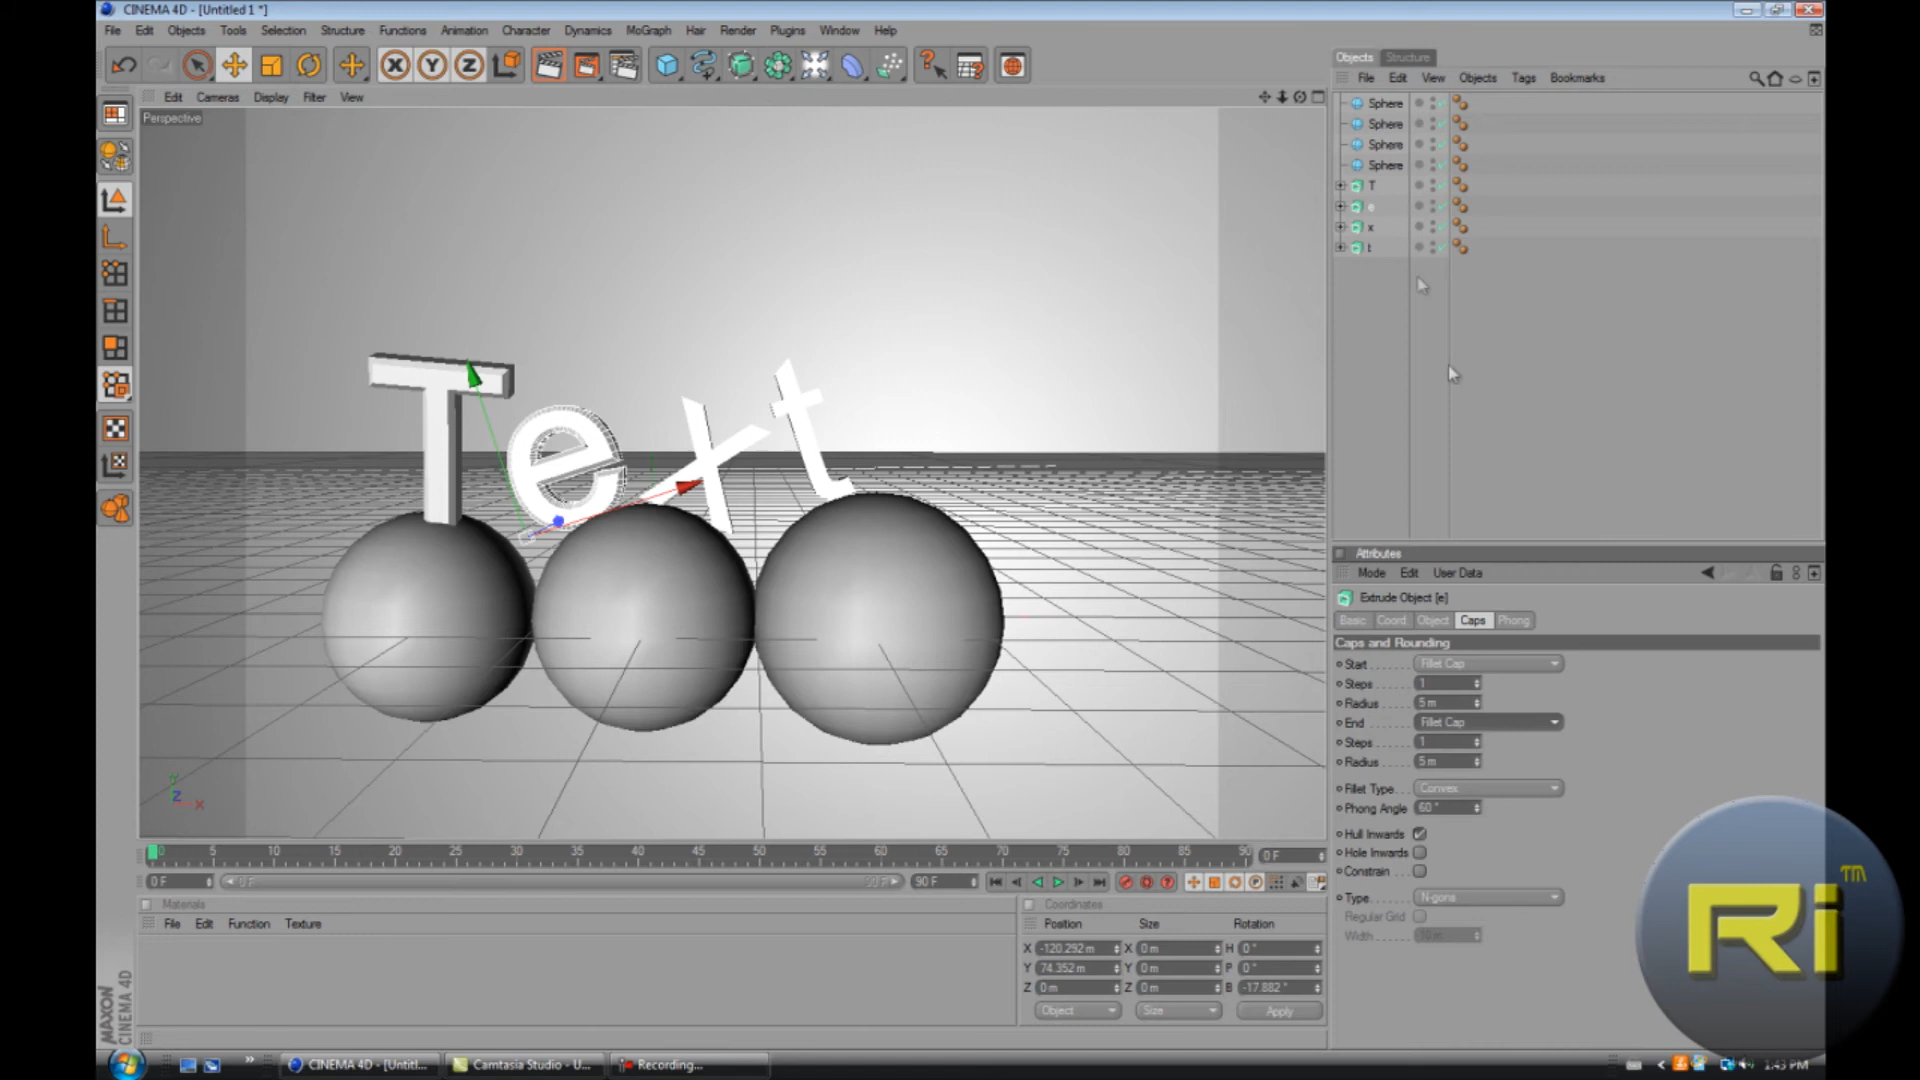 CINEMA 4D - [Untitled 1 *]
File Edit Objects Tools Selection Structure Functions Animation Character Dynamics MoGraph Hair Render Plugins Window Help
X Y Z
Objects Structure
File Edit View Objects Tags Bookmarks
Edit Cameras Display Filter View
Perspective
Sphere
Sphere
Sphere
Sphere
T
e
x
t
Text
Y
Z X
Attributes
Mode Edit User Data
Extrude Object [e]
Basic Coord. Object Caps Phong
Caps and Rounding
Start Fillet Cap
Steps 1
Radius 5 m
End Fillet Cap
Steps 1
Radius 5 m
Fillet Type Convex
Phong Angle 60 °
Hull Inwards
Hole Inwards
Constrain
Type N-gons
Regular Grid
Width
Ri TM
0 5 10 15 20 25 30 35 40 45 50 55 60 65 70 75 80 85 90 0 F
0 F 0 F 90 F 90 F
Materials
File Edit Function Texture
Coordinates
Position Size Rotation
X -120.292 m X 0 m H 0 °
Y 74.352 m Y 0 m P 0 °
Z 0 m Z 0 m B -17.882 °
Object Size Apply
MAXON CINEMA 4D
CINEMA 4D - [Untitl... Camtasia Studio - U... Recording... 1:43 PM